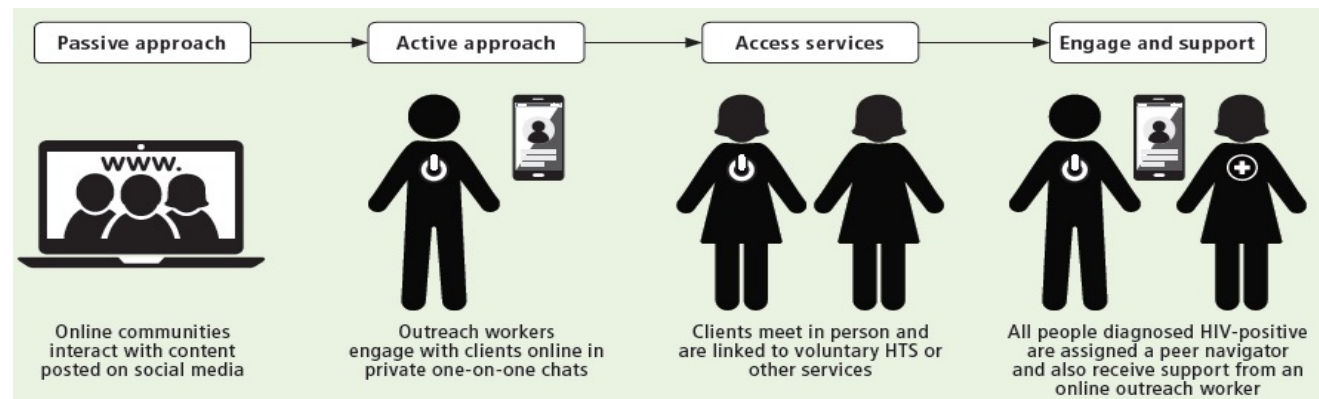 Passive approach
Active approach
Access services
Engage and support
www.
Online communities
interact with content
posted on social media
Outreach workers
engage with clients online in
private one-on-one chats
Clients meet in person and
are linked to voluntary HTS or
other services
All people diagnosed HIV-positive
are assigned a peer navigator
and also receive support from an
online outreach worker